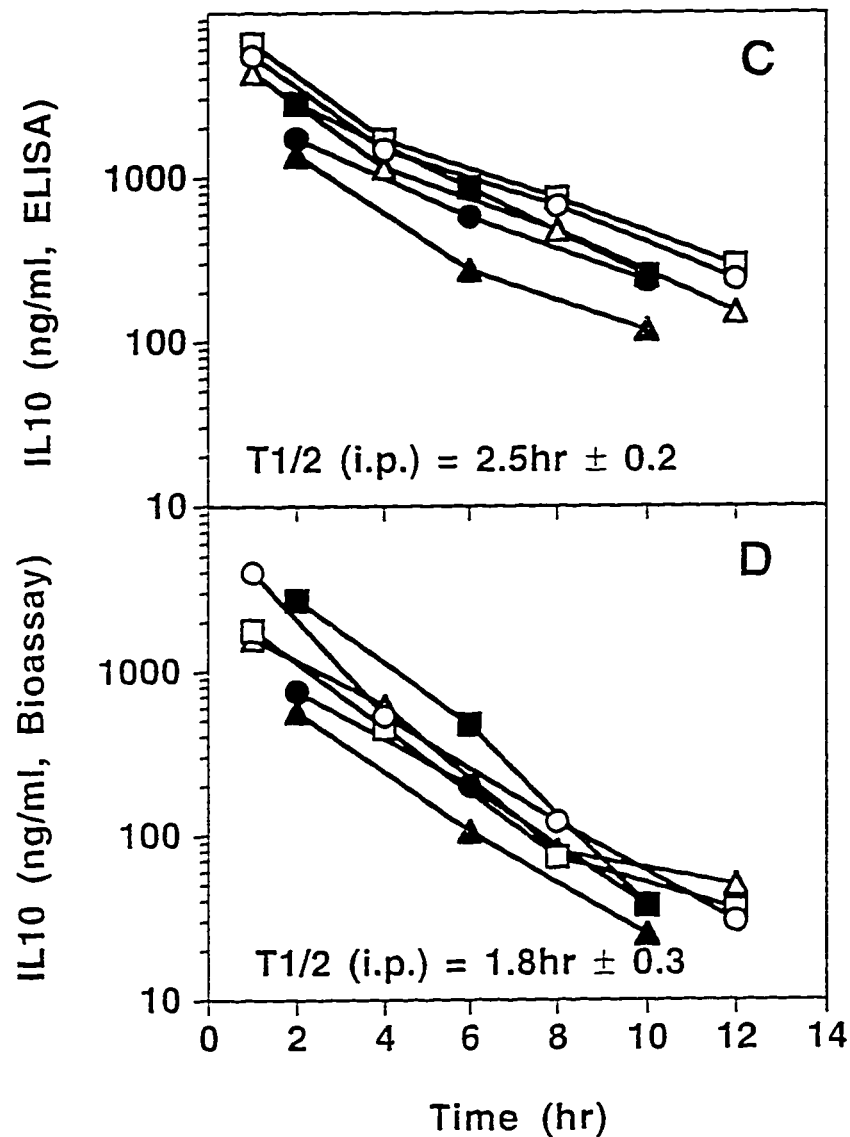 C
IL10 (ng/ml, ELISA)
1000
100
10
T1/2 (i.p.) = 2.5hr ± 0.2
D
IL10 (ng/ml, Bioassay)
1000
100
10
T1/2 (i.p.) = 1.8hr ± 0.3
0 2 4 6 8 10 12 14
Time (hr)